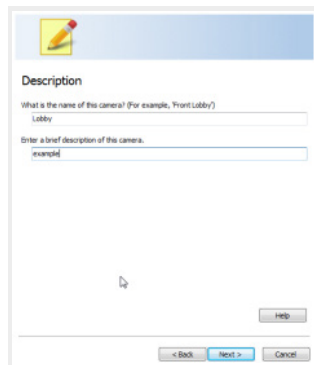 Description
What is the name of this camera? (For example, 'Front Lobby')
Lobby
Enter a brief description of this camera.
example
Help
< Back
Next >
Cancel